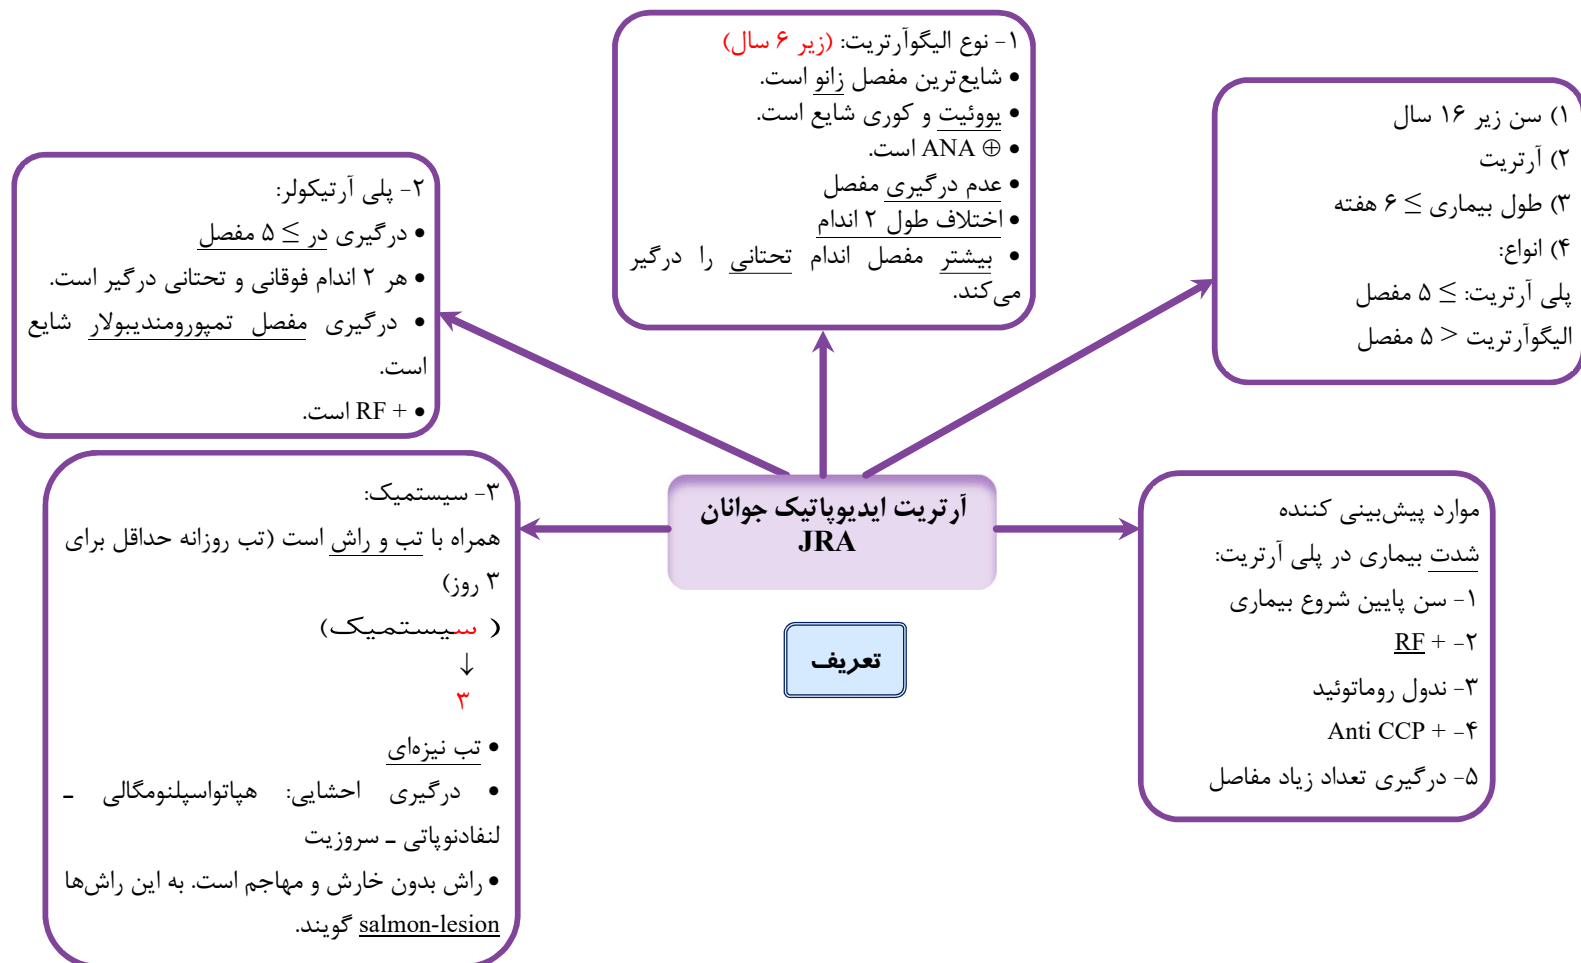 آرتریت ایدیوپاتیک جوانان
JRA
تعریف
۱) سن زیر ۱۶ سال
۲) آرتریت
۳) طول بیماری ≥ ۶ هفته
۴) انواع:
پلی آرتریت: ≥ ۵ مفصل
الیگوآرتریت < ۵ مفصل
۱- نوع الیگوآرتریت: (زیر ۶ سال)
• شایع‌ترین مفصل زانو است.
• یووئیت و کوری شایع است.
• ANA ⊕ است.
• عدم درگیری مفصل
• اختلاف طول ۲ اندام
• بیشتر مفصل اندام تحتانی را درگیر
می‌کند.
۲- پلی آرتیکولر:
• درگیری در ≥ ۵ مفصل
• هر ۲ اندام فوقانی و تحتانی درگیر است.
• درگیری مفصل تمپورومندیبولار شایع
است.
• + RF است.
۳- سیستمیک:
همراه با تب و راش است (تب روزانه حداقل برای
۳ روز)
( سیستمیک)
↓
۳
• تب نیزه‌ای
• درگیری احشایی: هپاتواسپلنومگالی ـ
لنفادنوپاتی ـ سروزیت
• راش بدون خارش و مهاجم است. به این راش‌ها
salmon-lesion گویند.
موارد پیش‌بینی کننده
شدت بیماری در پلی آرتریت:
۱- سن پایین شروع بیماری
۲- + RF
۳- ندول روماتوئید
۴- + Anti CCP
۵- درگیری تعداد زیاد مفاصل